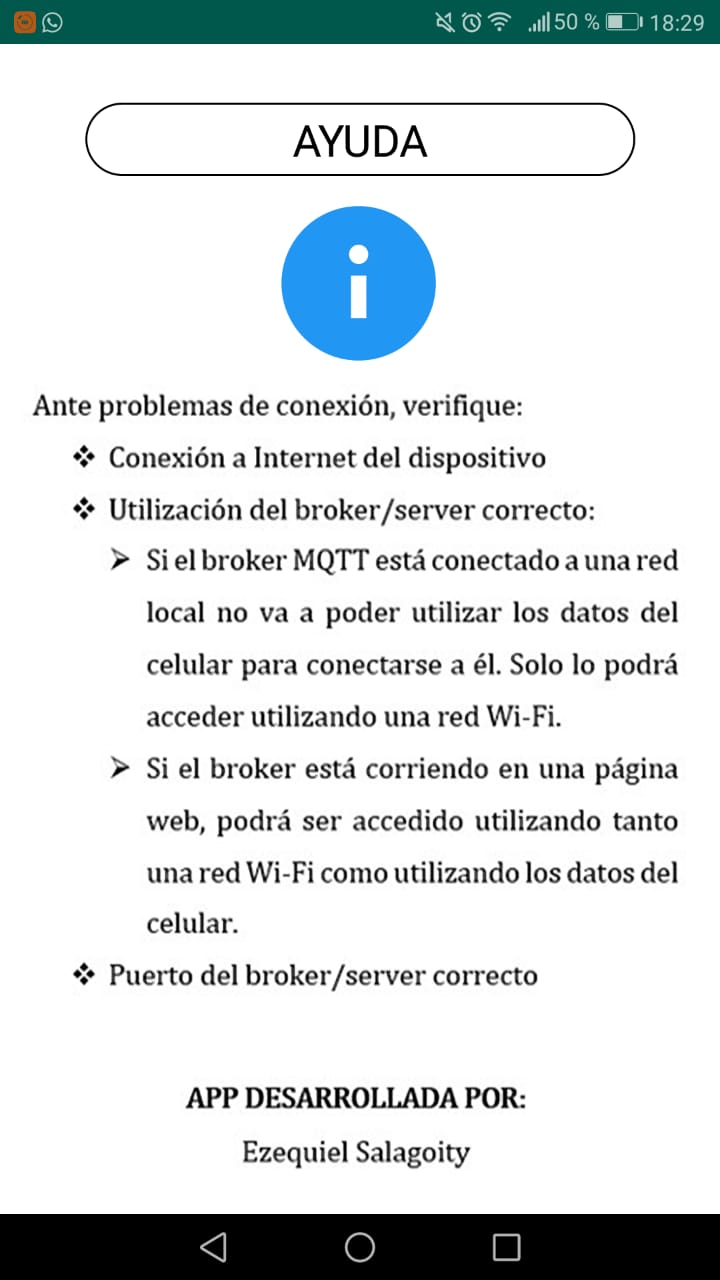 50 % 18:29
AYUDA
Ante problemas de conexión, verifique:
❖ Conexión a Internet del dispositivo
❖ Utilización del broker/server correcto:
➢ Si el broker MQTT está conectado a una red
local no va a poder utilizar los datos del
celular para conectarse a él. Solo lo podrá
acceder utilizando una red Wi-Fi.
➢ Si el broker está corriendo en una página
web, podrá ser accedido utilizando tanto
una red Wi-Fi como utilizando los datos del
celular.
❖ Puerto del broker/server correcto
APP DESARROLLADA POR:
Ezequiel Salagoity